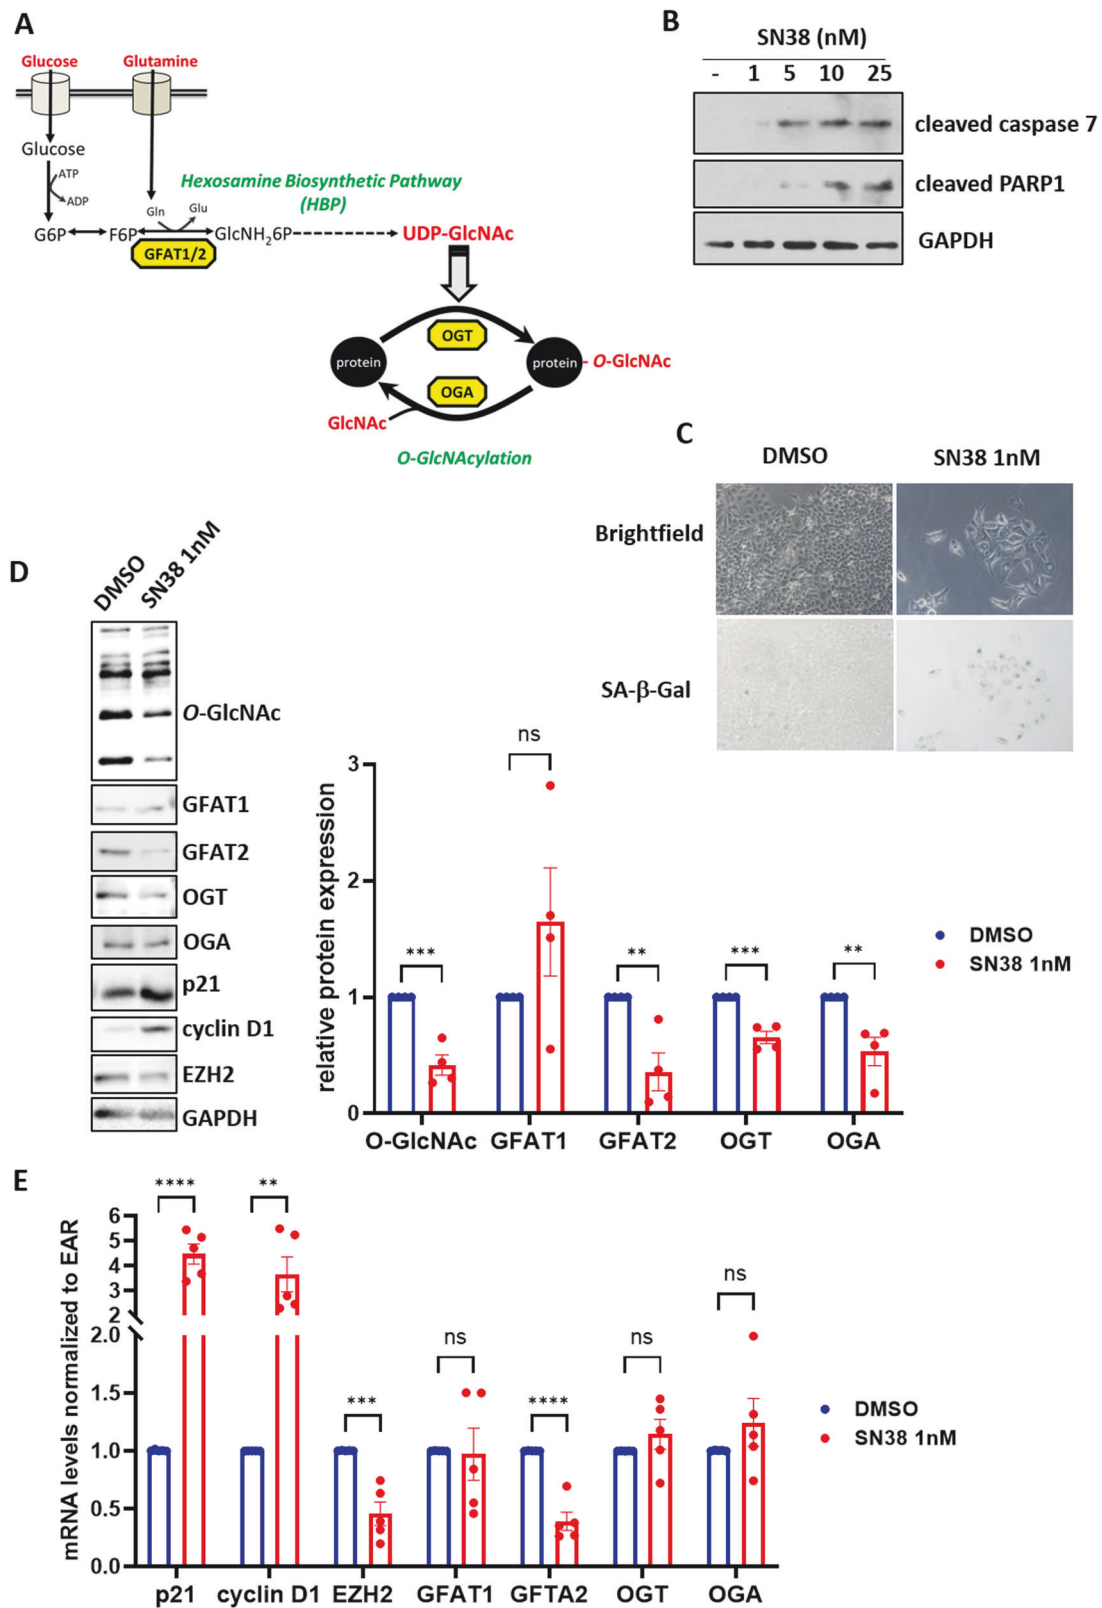 A
Glucose
Glutamine
Glucose
ATP
ADP
Hexosamine Biosynthetic Pathway
(HBP)
Gln
Glu
G6P
F6P
GlcNH26P
UDP-GlcNAc
GFAT1/2
OGT
protein
protein
- O-GlcNAc
OGA
GlcNAc
O-GlcNAcylation
B
SN38 (nM)
- 1 5 10 25
cleaved caspase 7
cleaved PARP1
GAPDH
C
DMSO
SN38 1nM
Brightfield
SA-β-Gal
D
DMSO
SN38 1nM
O-GlcNAc
GFAT1
GFAT2
OGT
OGA
p21
cyclin D1
EZH2
GAPDH
relative protein expression
3
2
1
0
***
ns
**
***
**
O-GlcNAc GFAT1 GFAT2 OGT OGA
DMSO
SN38 1nM
E
mRNA levels normalized to EAR
6
5
4
3
2
2.0
1.5
1.0
0.5
0.0
****
**
***
ns
****
ns
ns
p21 cyclin D1 EZH2 GFAT1 GFTA2 OGT OGA
DMSO
SN38 1nM